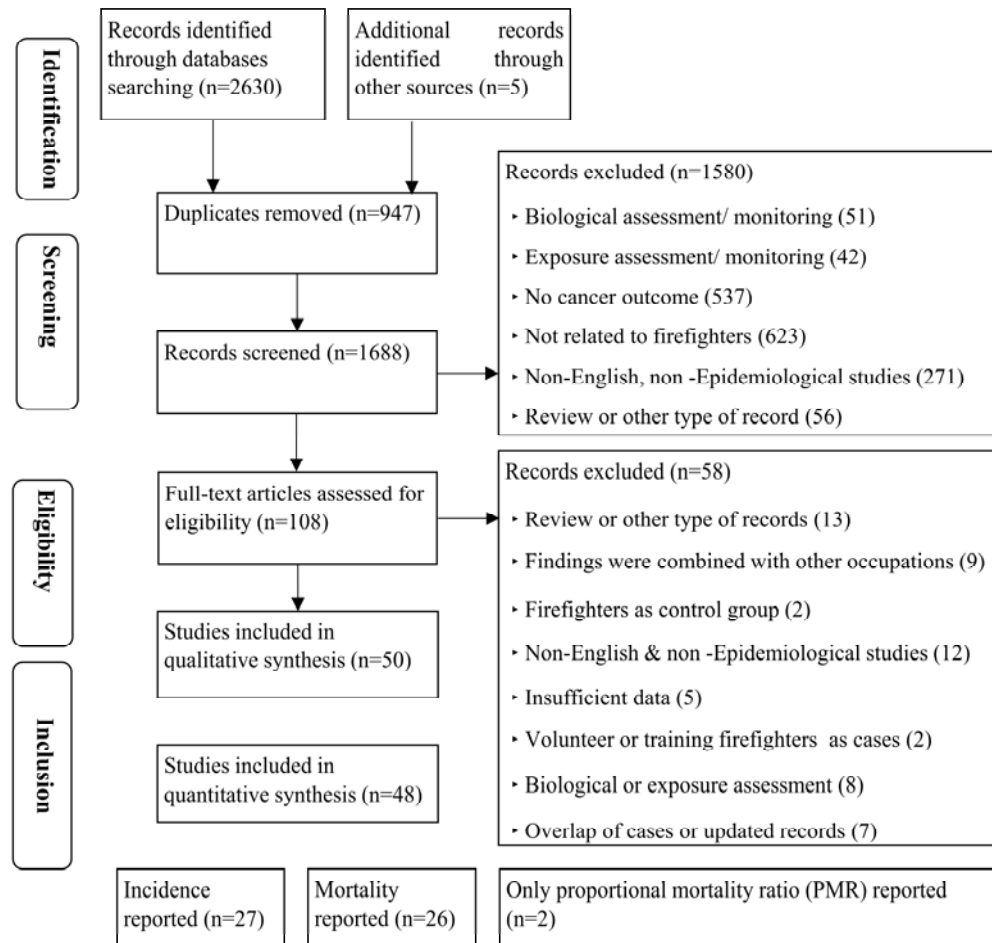 Identification
Records identified
through databases
searching (n=2630)
Additional records
identified through
other sources (n=5)
Duplicates removed (n=947)
Screening
Records screened (n=1688)
Records excluded (n=1580)
‣ Biological assessment/ monitoring (51)
‣ Exposure assessment/ monitoring (42)
‣ No cancer outcome (537)
‣ Not related to firefighters (623)
‣ Non-English, non -Epidemiological studies (271)
‣ Review or other type of record (56)
Eligibility
Full-text articles assessed for
eligibility (n=108)
Records excluded (n=58)
‣ Review or other type of records (13)
‣ Findings were combined with other occupations (9)
‣ Firefighters as control group (2)
‣ Non-English & non -Epidemiological studies (12)
‣ Insufficient data (5)
‣ Volunteer or training firefighters as cases (2)
‣ Biological or exposure assessment (8)
‣ Overlap of cases or updated records (7)
Studies included in
qualitative synthesis (n=50)
Inclusion
Studies included in
quantitative synthesis (n=48)
Incidence
reported (n=27)
Mortality
reported (n=26)
Only proportional mortality ratio (PMR) reported
(n=2)